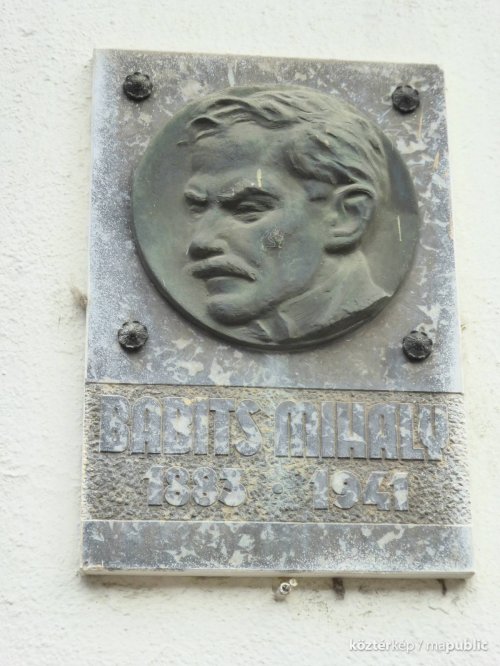 BABITS MIHÁLY
1883 - 1941
köztérkép / mapublic